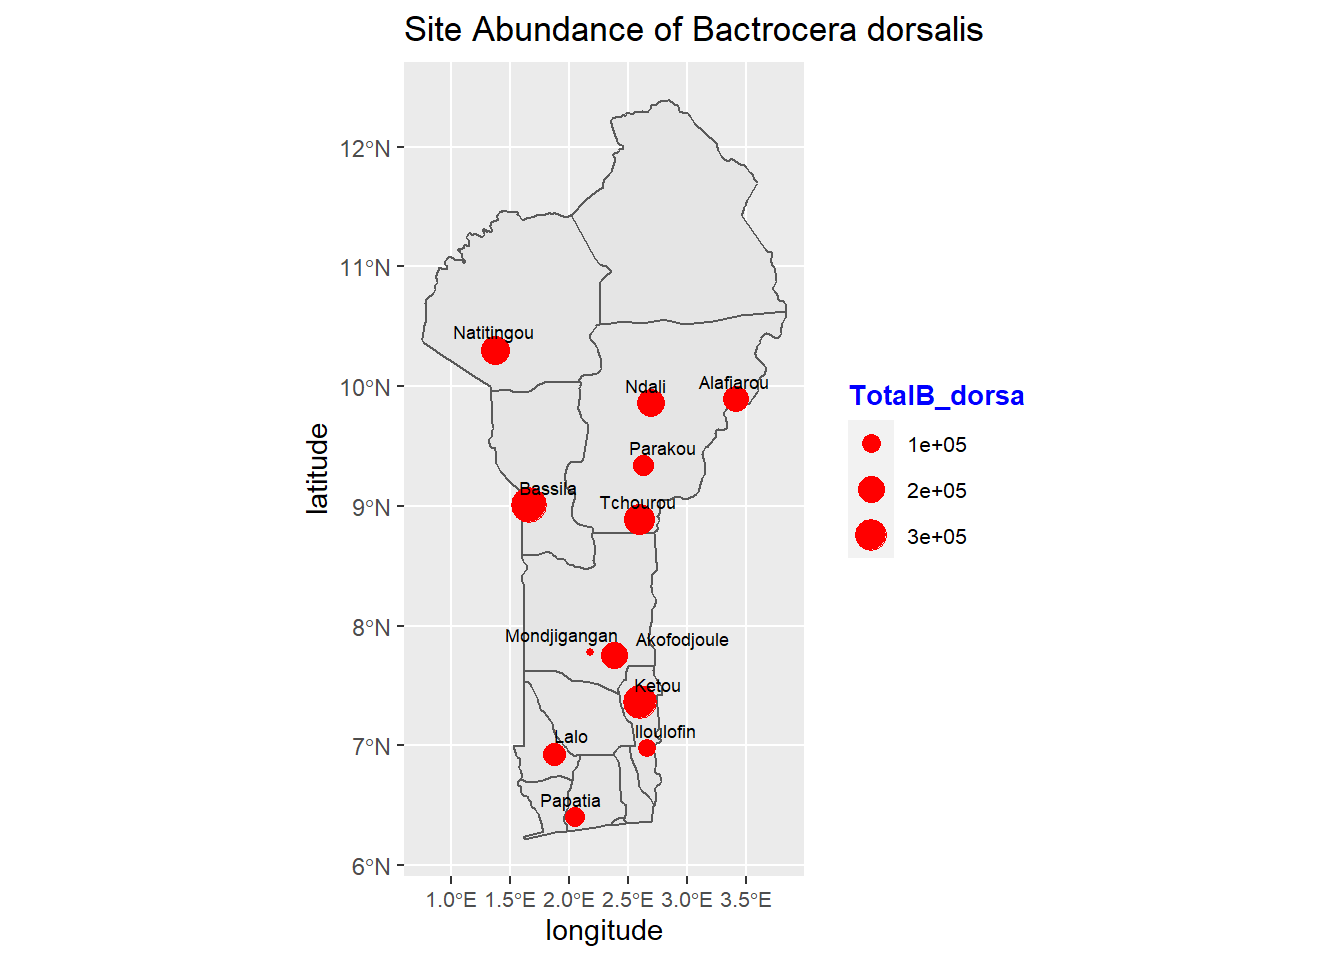 Site Abundance of Bactrocera dorsalis
12°N
11°N
10°N
9°N
8°N
7°N
6°N
latitude
Natitingou
Ndali
Alafiarou
Parakou
Bassila
Tchourou
Mondjigangan
Akofodjoule
Ketou
Iloulofin
Lalo
Papatia
1.0°E 1.5°E 2.0°E 2.5°E 3.0°E 3.5°E
longitude
TotalB_dorsa
1e+05
2e+05
3e+05